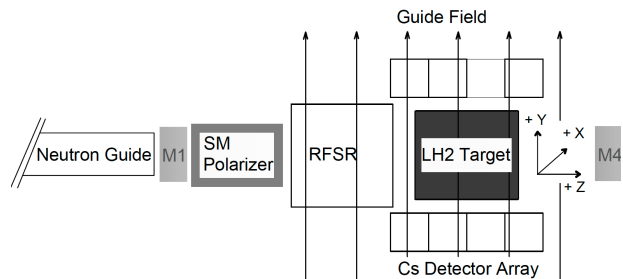 Guide Field
Neutron Guide
M1
SM
Polarizer
RFSR
LH2 Target
+ Y
+ X
+ Z
M4
Cs Detector Array